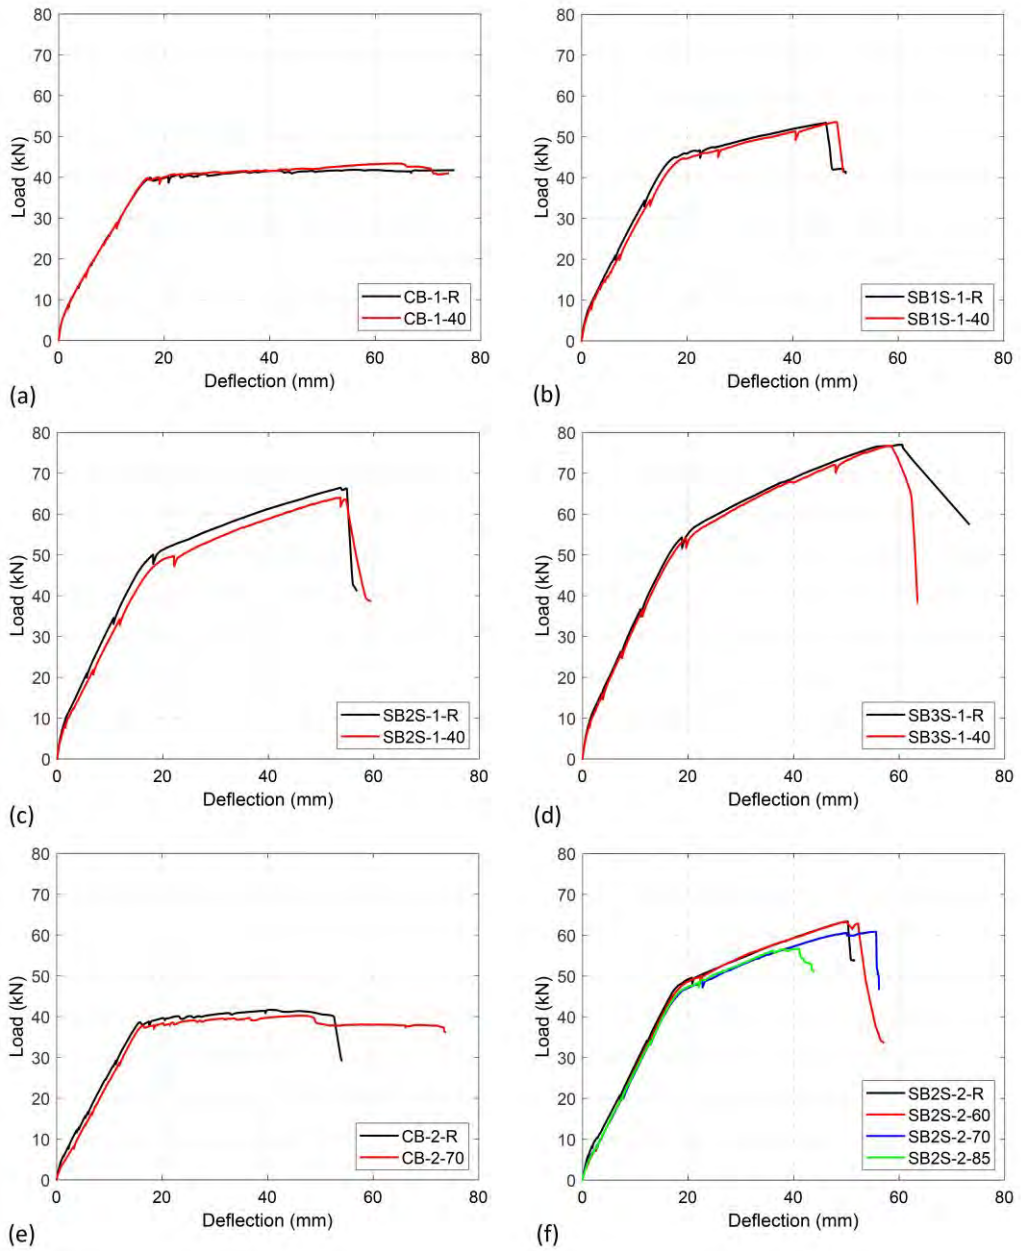 80
70
60
50
40
30
20
10
0
Load (kN)
0 20 40 60 80
Deflection (mm)
CB-1-R
CB-1-40
(a)
80
70
60
50
40
30
20
10
0
Load (kN)
0 20 40 60 80
Deflection (mm)
SB1S-1-R
SB1S-1-40
(b)
80
70
60
50
40
30
20
10
0
Load (kN)
0 20 40 60 80
Deflection (mm)
SB2S-1-R
SB2S-1-40
(c)
80
70
60
50
40
30
20
10
0
Load (kN)
0 20 40 60 80
Deflection (mm)
SB3S-1-R
SB3S-1-40
(d)
80
70
60
50
40
30
20
10
0
Load (kN)
0 20 40 60 80
Deflection (mm)
CB-2-R
CB-2-70
(e)
80
70
60
50
40
30
20
10
0
Load (kN)
0 20 40 60 80
Deflection (mm)
SB2S-2-R
SB2S-2-60
SB2S-2-70
SB2S-2-85
(f)